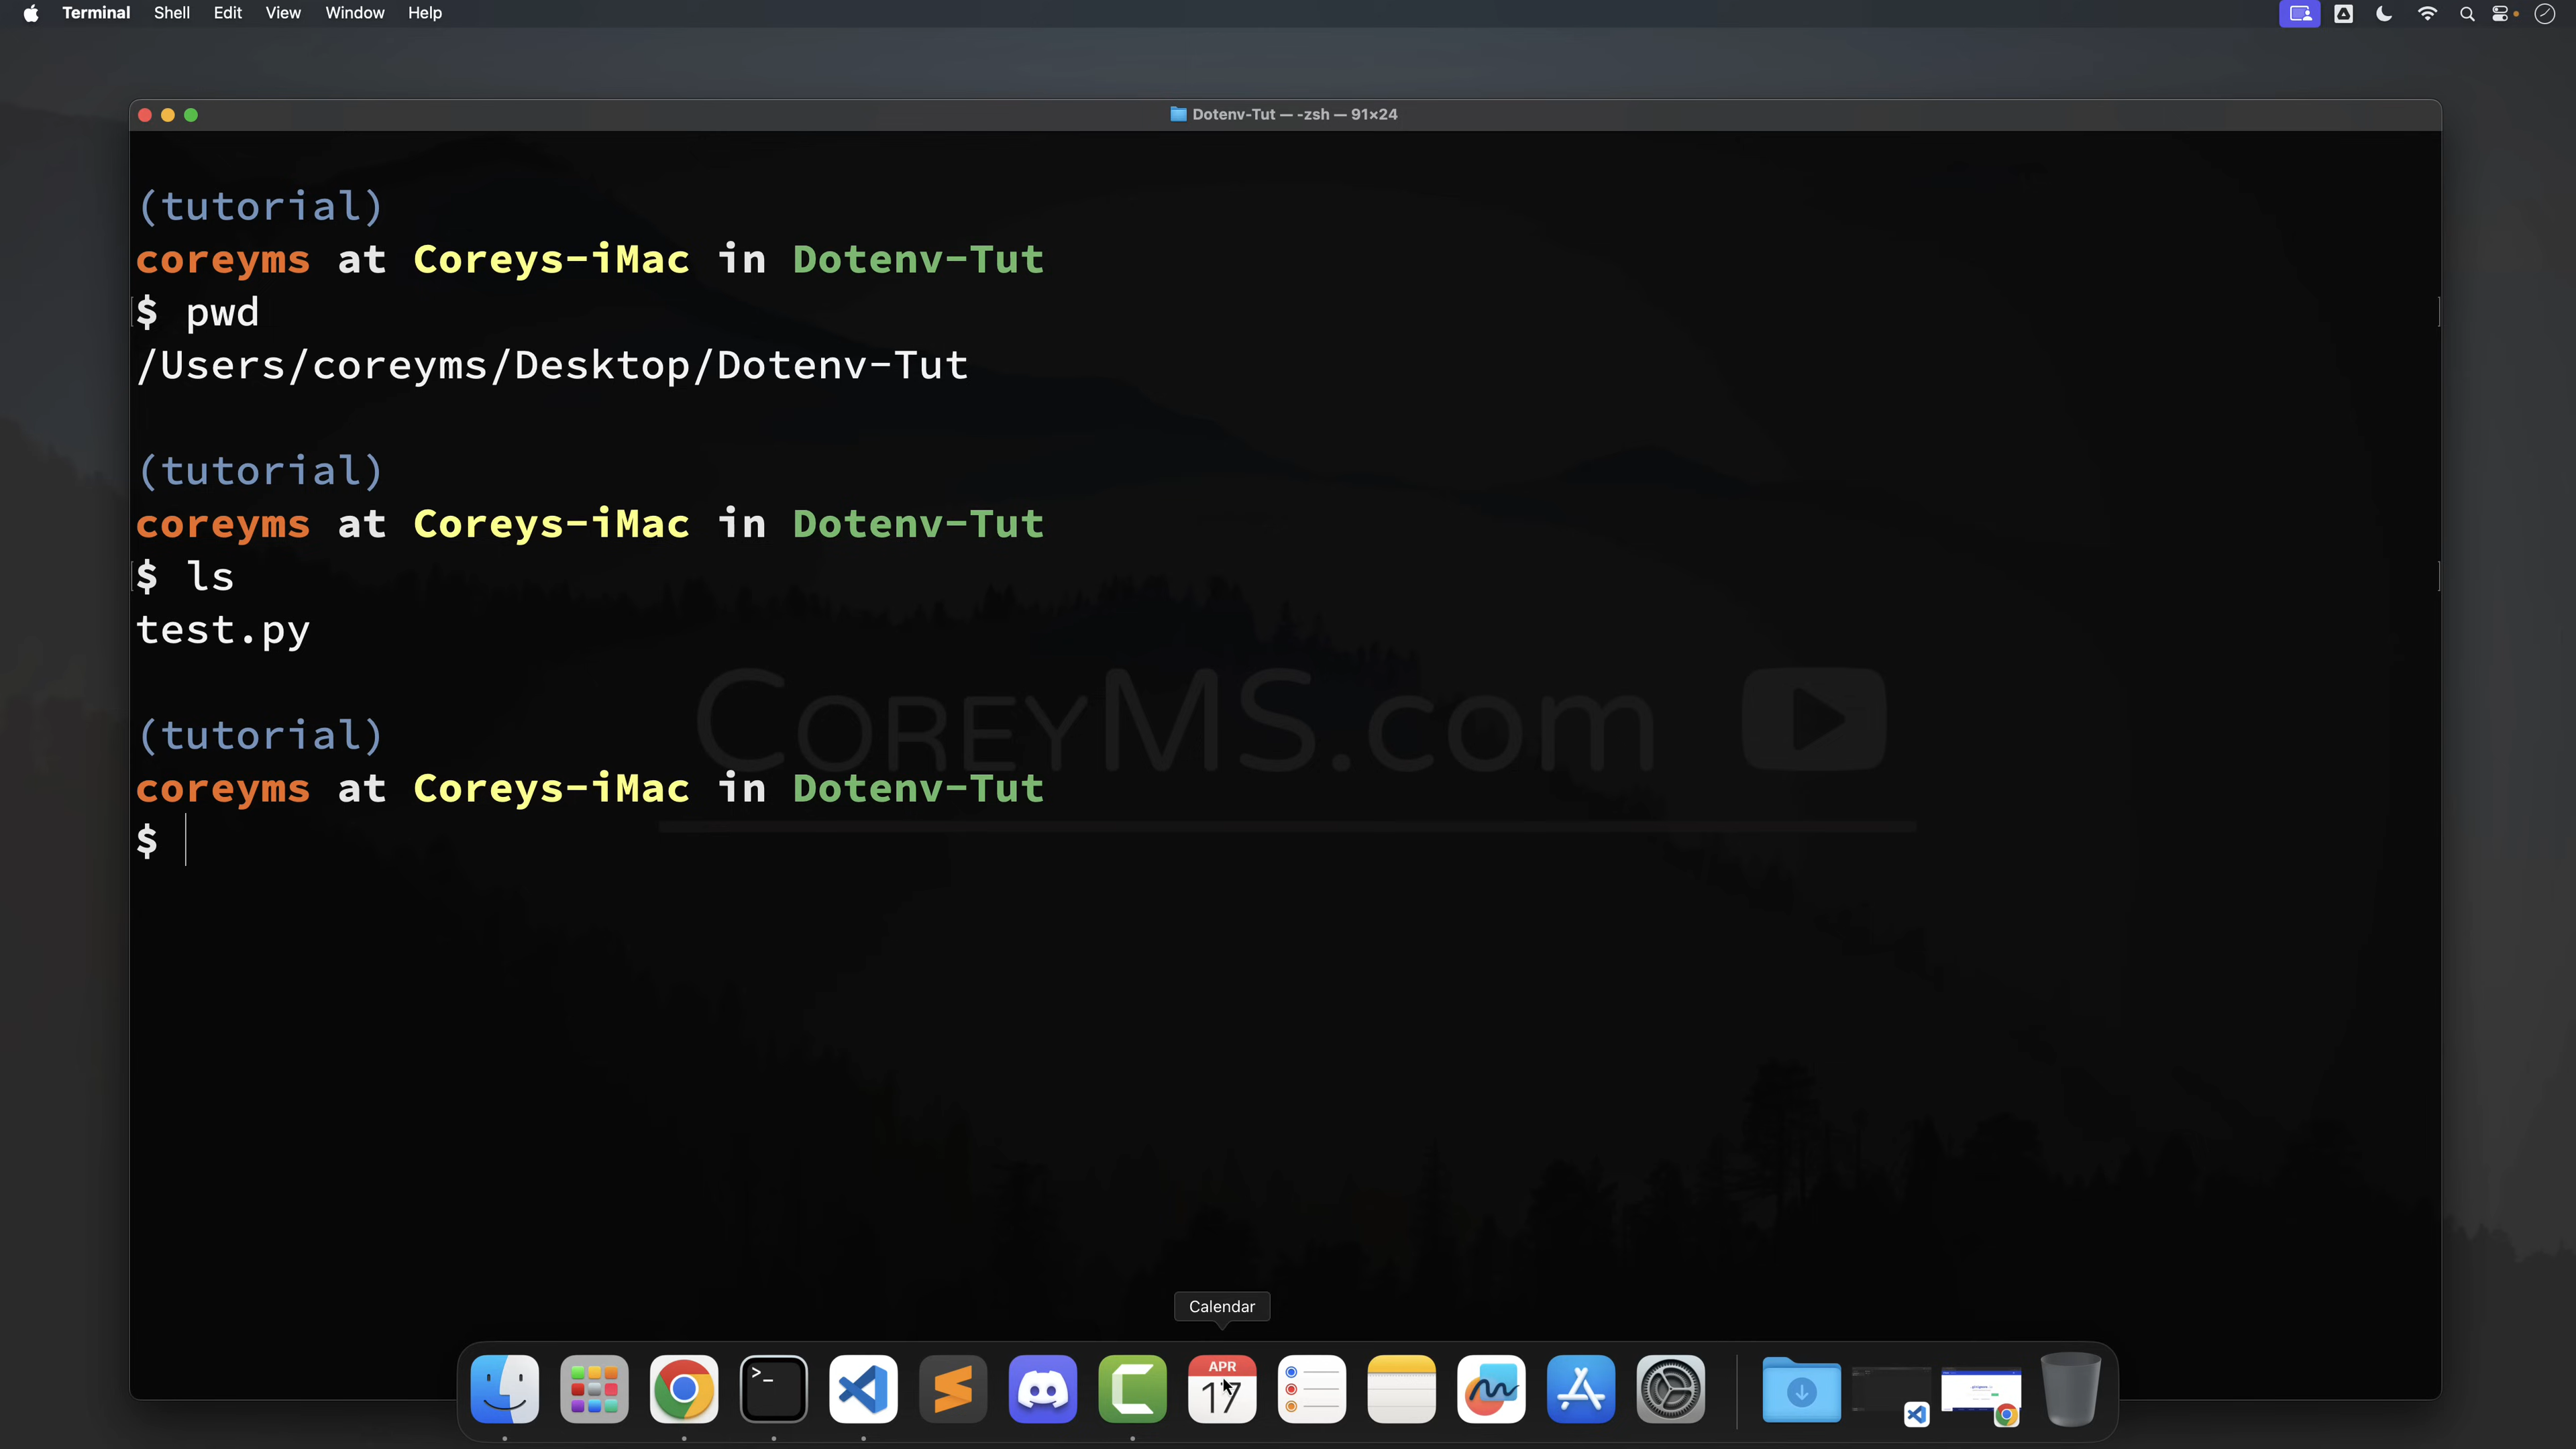 Terminal Shell Edit View Window Help
Dotenv-Tut — -zsh — 91×24
(tutorial)
coreyms at Coreys-iMac in Dotenv-Tut
$ pwd
/Users/coreyms/Desktop/Dotenv-Tut
(tutorial)
coreyms at Coreys-iMac in Dotenv-Tut
$ ls
test.py
(tutorial)
coreyms at Coreys-iMac in Dotenv-Tut
$
CoreyMS.com
Calendar
>_
APR
17